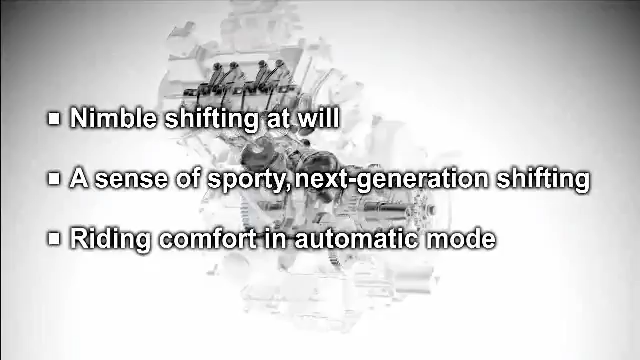 ▪ Nimble shifting at will
▪ A sense of sporty,next-generation shifting
▪ Riding comfort in automatic mode